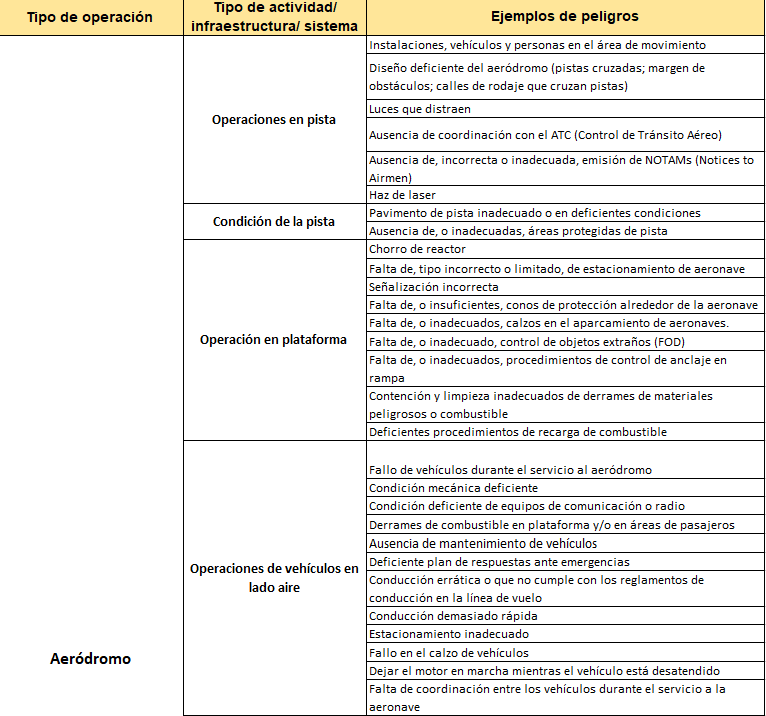 Tipo de operación
Tipo de actividad/
infraestructura/ sistema
Ejemplos de peligros
Aeródromo
Operaciones en pista
Instalaciones, vehículos y personas en el área de movimiento
Diseño deficiente del aeródromo (pistas cruzadas; margen de
obstáculos; calles de rodaje que cruzan pistas)
Luces que distraen
Ausencia de coordinación con el ATC (Control de Tránsito Aéreo)
Ausencia de, incorrecta o inadecuada, emisión de NOTAMs (Notices to
Airmen)
Haz de laser
Condición de la pista
Pavimento de pista inadecuado o en deficientes condiciones
Ausencia de, o inadecuadas, áreas protegidas de pista
Operación en plataforma
Chorro de reactor
Falta de, tipo incorrecto o limitado, de estacionamiento de aeronave
Señalización incorrecta
Falta de, o insuficientes, conos de protección alrededor de la aeronave
Falta de, o inadecuados, calzos en el aparcamiento de aeronaves.
Falta de, o inadecuado, control de objetos extraños (FOD)
Falta de, o inadecuados, procedimientos de control de anclaje en
rampa
Contención y limpieza inadecuados de derrames de materiales
peligrosos o combustible
Deficientes procedimientos de recarga de combustible
Operaciones de vehículos en
lado aire
Fallo de vehículos durante el servicio al aeródromo
Condición mecánica deficiente
Condición deficiente de equipos de comunicación o radio
Derrames de combustible en plataforma y/o en áreas de pasajeros
Ausencia de mantenimiento de vehículos
Deficiente plan de respuestas ante emergencias
Conducción errática o que no cumple con los reglamentos de
conducción en la línea de vuelo
Conducción demasiado rápida
Estacionamiento inadecuado
Fallo en el calzo de vehículos
Dejar el motor en marcha mientras el vehículo está desatendido
Falta de coordinación entre los vehículos durante el servicio a la
aeronave